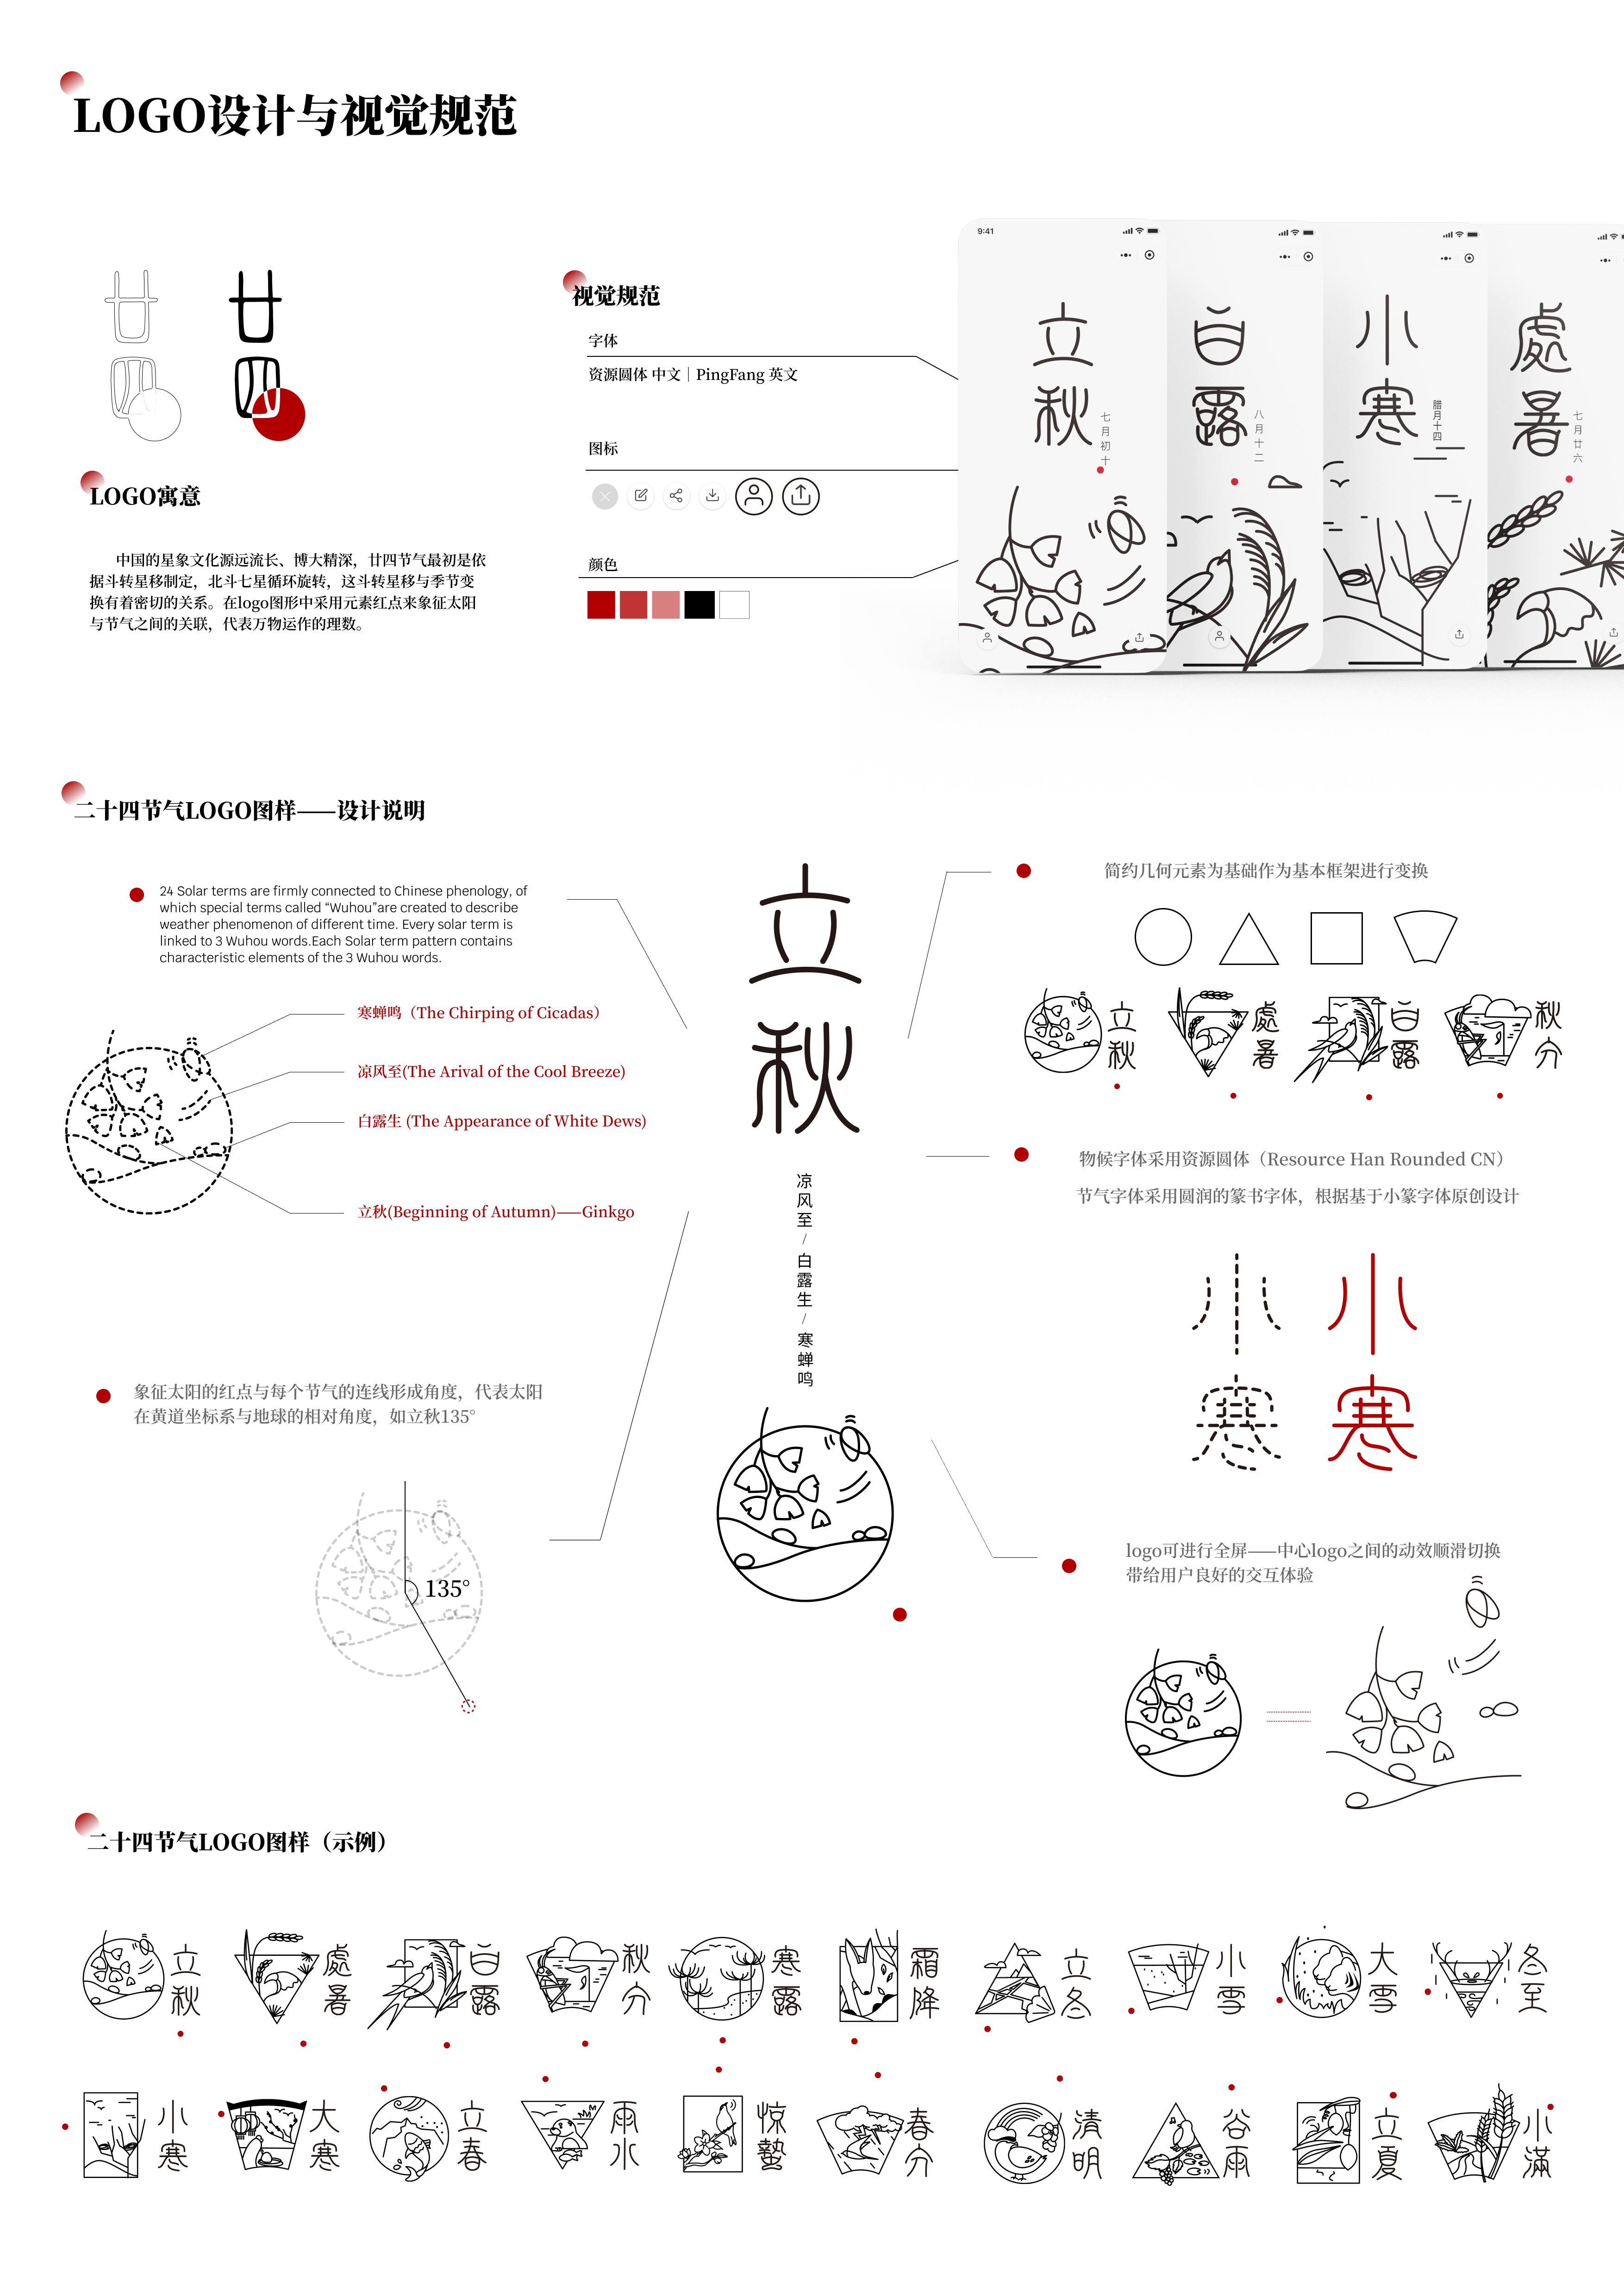 LOGO设计与视觉规范
廿四
廿四
LOGO寓意
中国的星象文化源远流长、博大精深，廿四节气最初是依
据斗转星移制定，北斗七星循环旋转，这斗转星移与季节变
换有着密切的关系。在logo图形中采用元素红点来象征太阳
与节气之间的关联，代表万物运作的理数。
视觉规范
字体
资源圆体 中文｜PingFang 英文
图标
颜色
9:41
立秋
七月初十
白露
八月十二
小寒
腊月十四
處暑
七月廿六
二十四节气LOGO图样——设计说明
24 Solar terms are firmly connected to Chinese phenology, of
which special terms called “Wuhou”are created to describe
weather phenomenon of different time. Every solar term is
linked to 3 Wuhou words.Each Solar term pattern contains
characteristic elements of the 3 Wuhou words.
寒蝉鸣（The Chirping of Cicadas）
凉风至(The Arival of the Cool Breeze)
白露生 (The Appearance of White Dews)
立秋(Beginning of Autumn)——Ginkgo
象征太阳的红点与每个节气的连线形成角度，代表太阳
在黄道坐标系与地球的相对角度，如立秋135°
135°
立秋
凉风至/白露生/寒蝉鸣
简约几何元素为基础作为基本框架进行变换
立秋
處暑
白露
秋分
物候字体采用资源圆体（Resource Han Rounded CN）
节气字体采用圆润的篆书字体，根据基于小篆字体原创设计
小寒
小寒
logo可进行全屏——中心logo之间的动效顺滑切换
带给用户良好的交互体验
二十四节气LOGO图样（示例）
立秋
處暑
白露
秋分
寒露
霜降
立冬
小雪
大雪
冬至
小寒
大寒
立春
雨水
惊蟄
春分
清明
谷雨
立夏
小滿